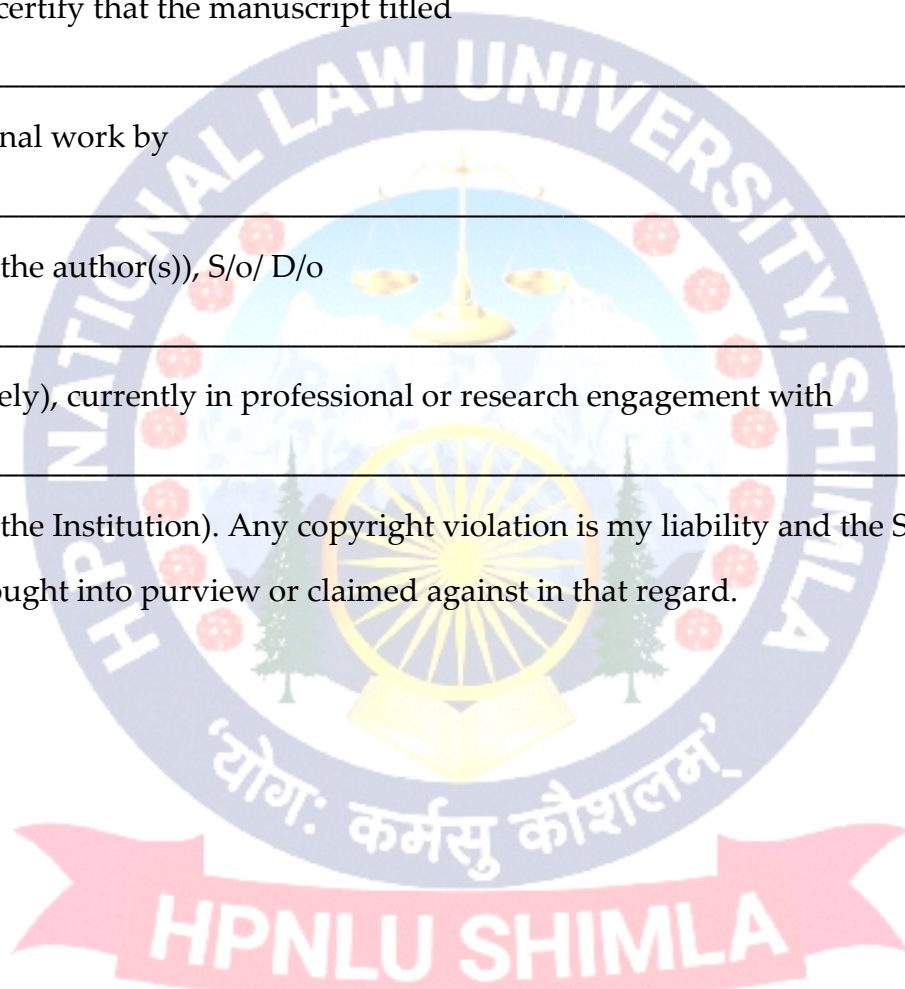 certify that the manuscript titled
nal work by
the author(s)), S/o/ D/o
ely), currently in professional or research engagement with
the Institution). Any copyright violation is my liability and the S
ought into purview or claimed against in that regard.
HP NATIONAL LAW UNIVERSITY, SHIMLA
'योगः कर्मसु कौशलम्'
HPNLU SHIMLA